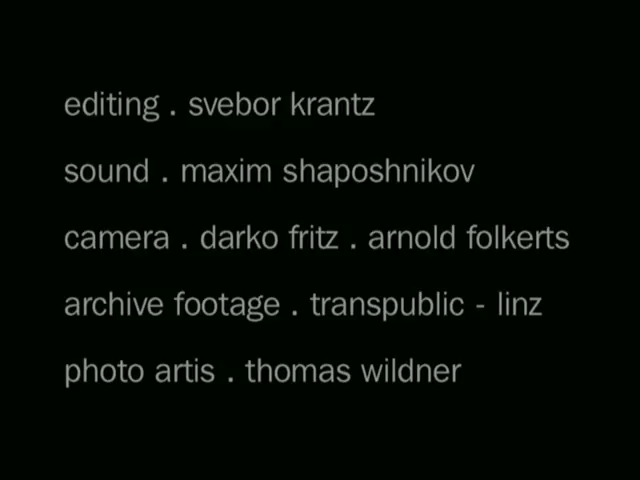 editing . svebor krantz
sound . maxim shaposhnikov
camera . darko fritz . arnold folkerts
archive footage . transpublic - linz
photo artis . thomas wildner